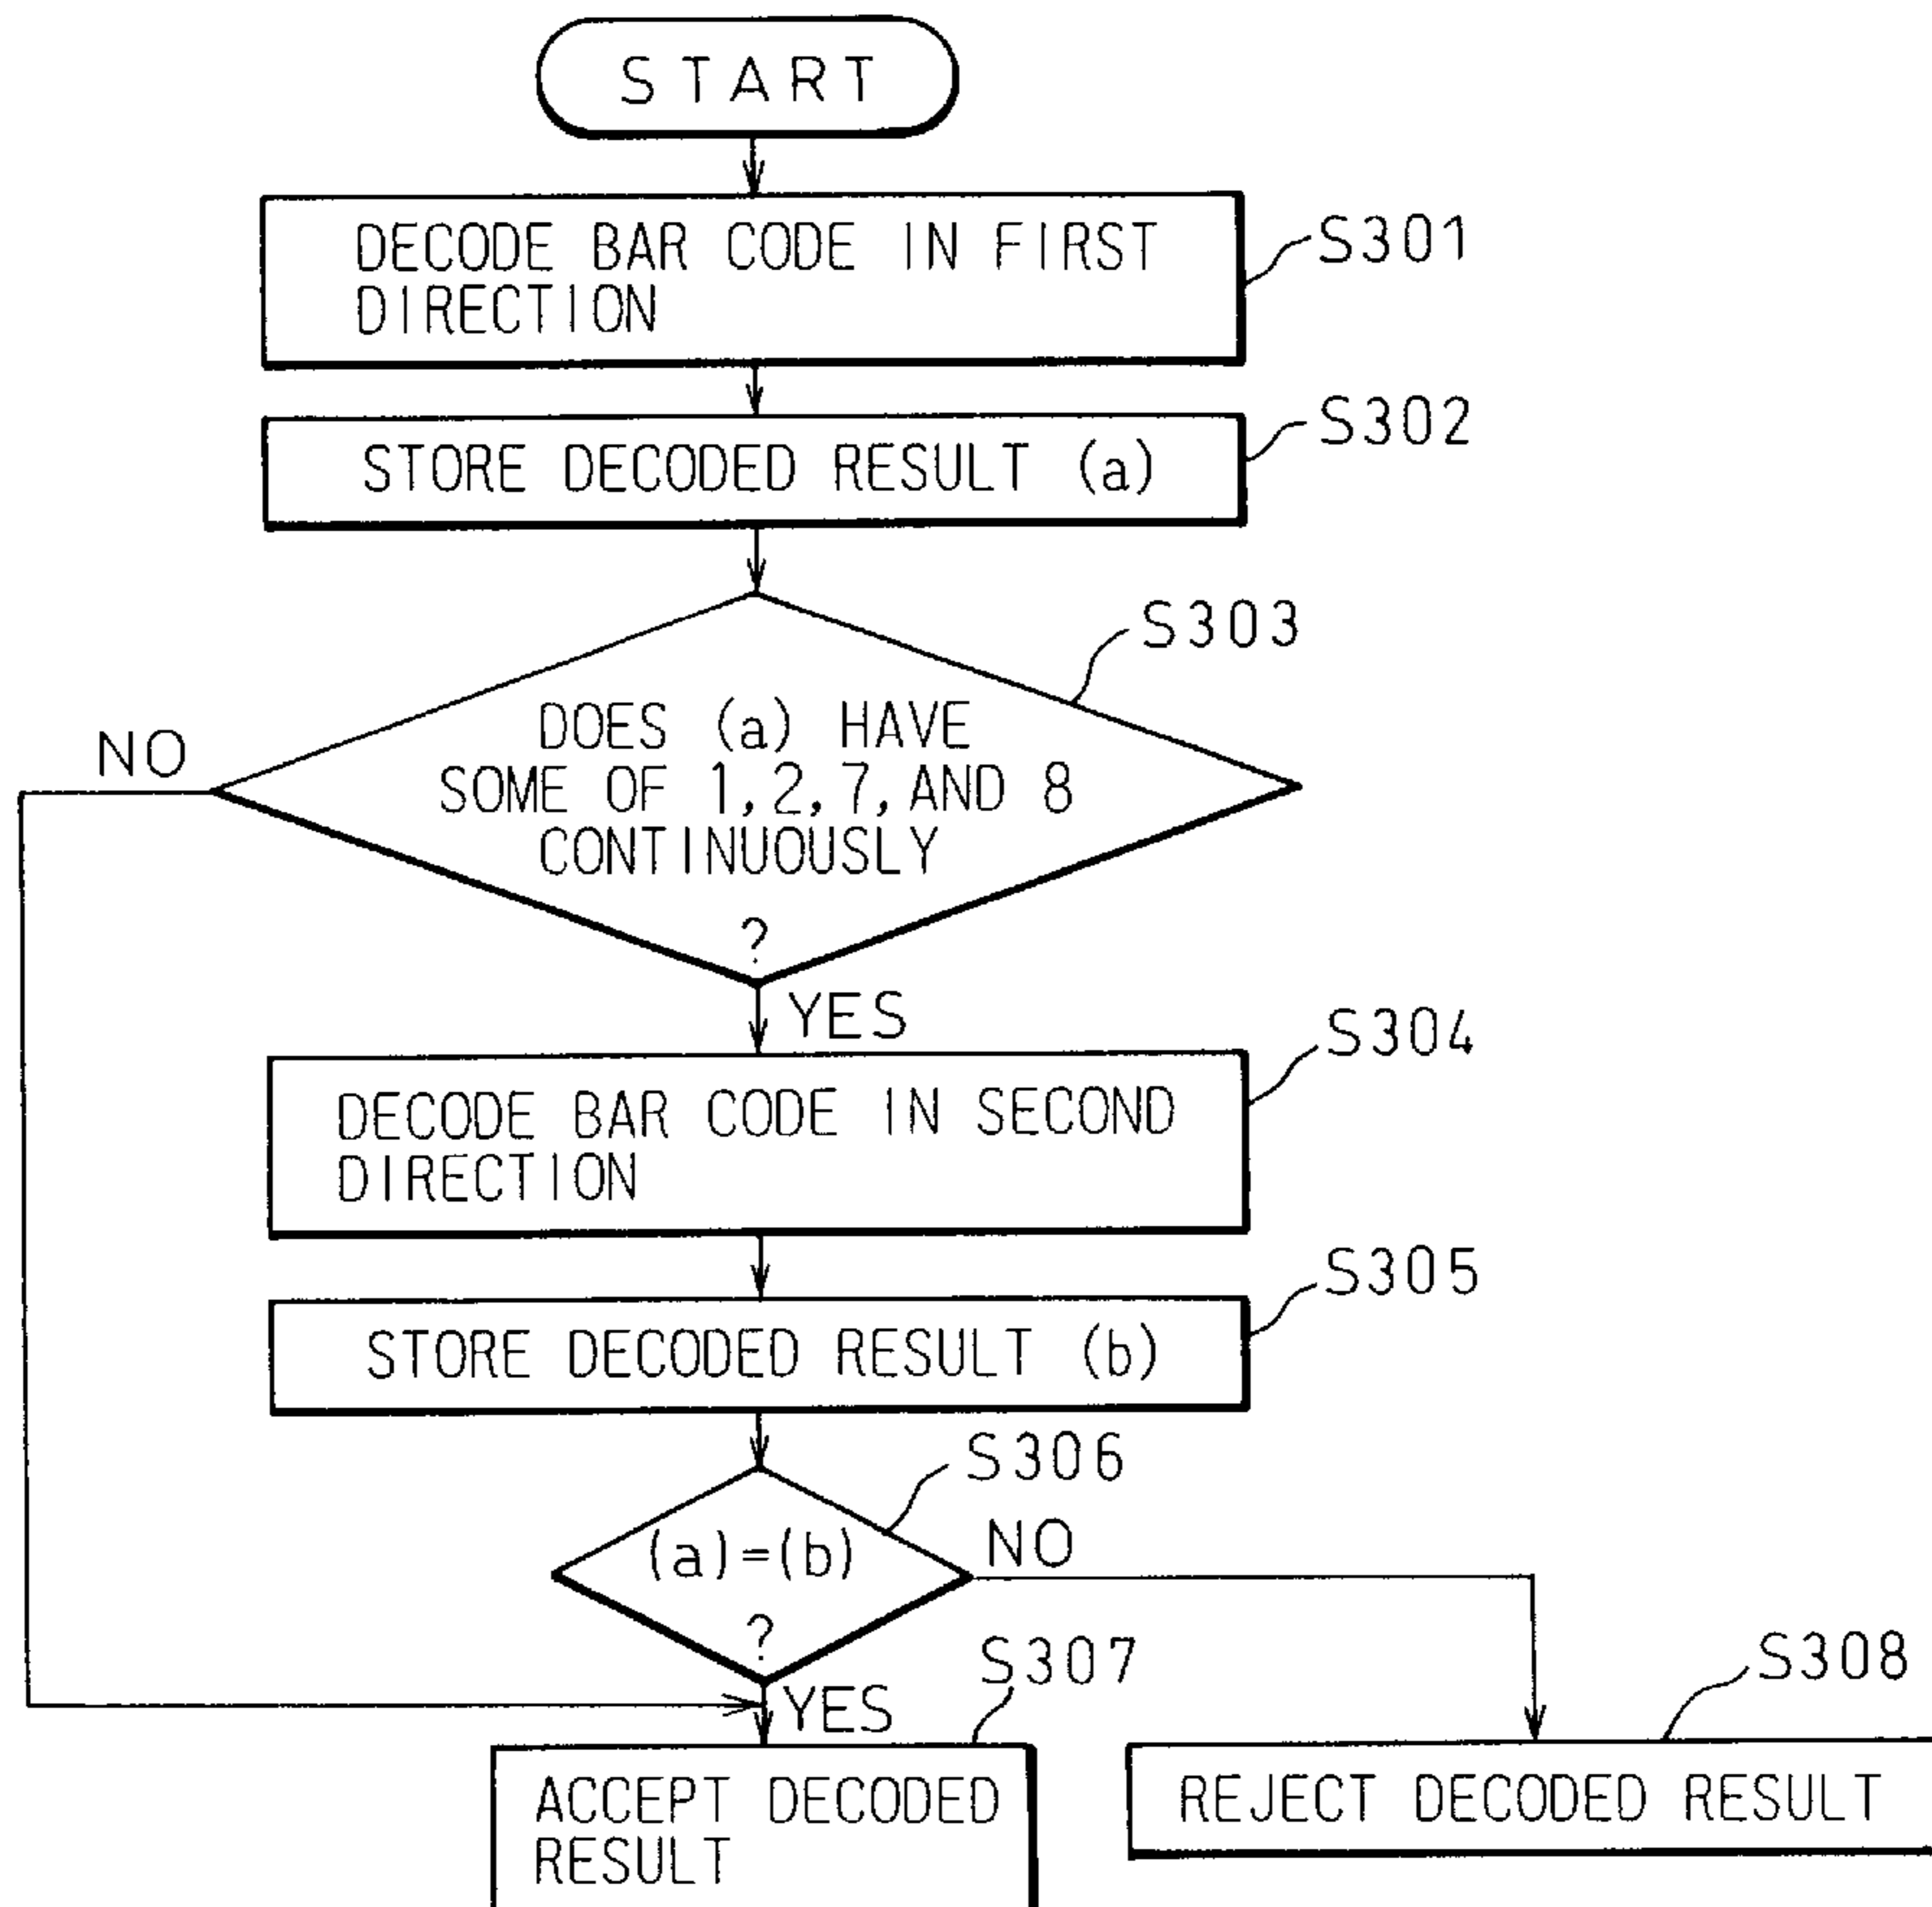 START
DECODE BAR CODE IN FIRST
DIRECTION
S301
STORE DECODED RESULT (a)
S302
S303
DOES (a) HAVE
SOME OF 1, 2, 7, AND 8
CONTINUOUSLY
?
NO
YES
S304
DECODE BAR CODE IN SECOND
DIRECTION
S305
STORE DECODED RESULT (b)
S306
(a)=(b)
?
NO
YES
S307
ACCEPT DECODED
RESULT
S308
REJECT DECODED RESULT